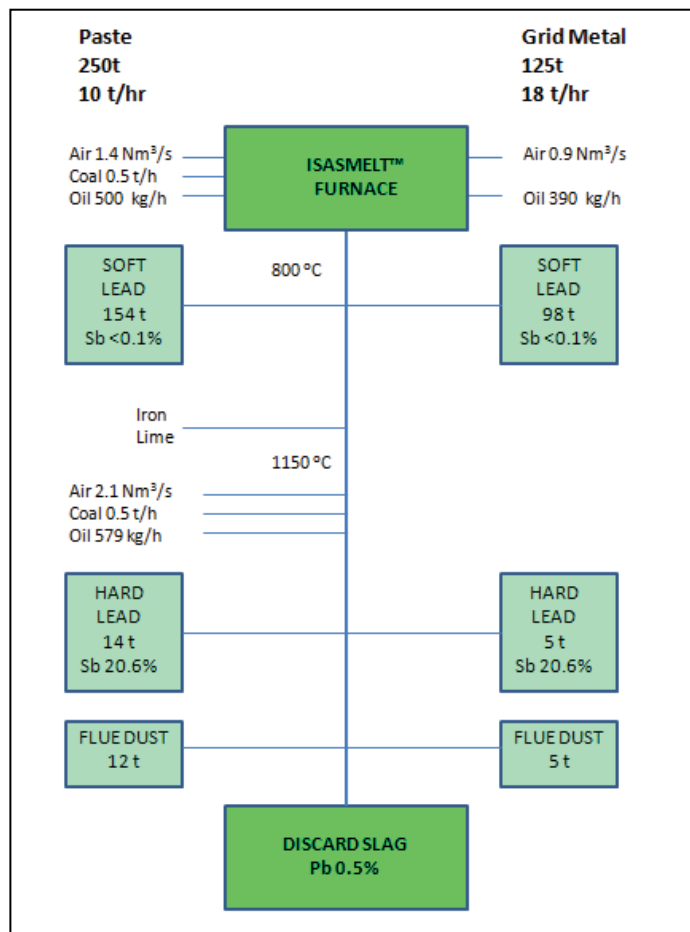 Paste
250t
10 t/hr
Grid Metal
125t
18 t/hr
Air 1.4 Nm³/s
Coal 0.5 t/h
Oil 500 kg/h
ISASMELT™
FURNACE
Air 0.9 Nm³/s
Oil 390 kg/h
800 °C
SOFT
LEAD
154 t
Sb <0.1%
SOFT
LEAD
98 t
Sb <0.1%
Iron
Lime
1150 °C
Air 2.1 Nm³/s
Coal 0.5 t/h
Oil 579 kg/h
HARD
LEAD
14 t
Sb 20.6%
HARD
LEAD
5 t
Sb 20.6%
FLUE DUST
12 t
FLUE DUST
5 t
DISCARD SLAG
Pb 0.5%